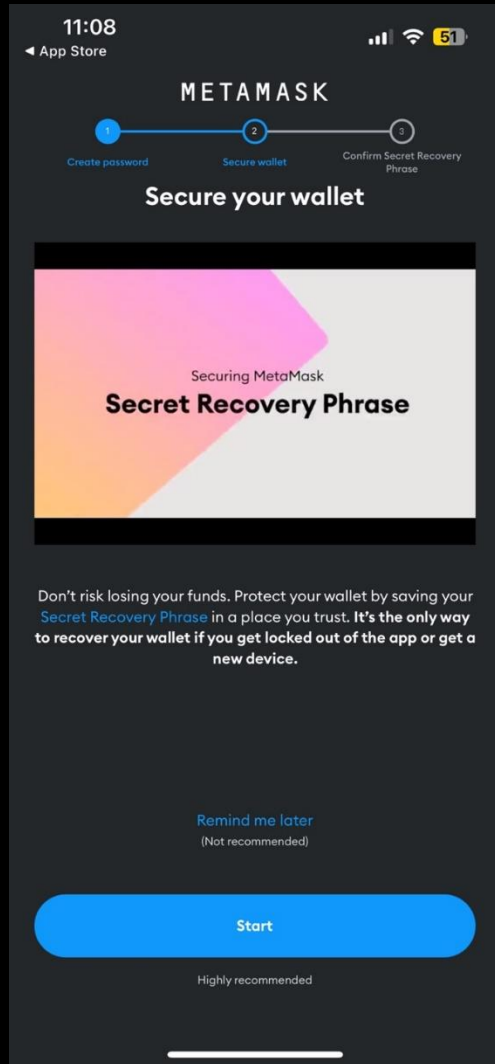 11:08
51
◀ App Store
METAMASK
1
2
3
Create password
Secure wallet
Confirm Secret Recovery
Phrase
Secure your wallet
Securing MetaMask
Secret Recovery Phrase
Don't risk losing your funds. Protect your wallet by saving your
Secret Recovery Phrase in a place you trust. It's the only way
to recover your wallet if you get locked out of the app or get a
new device.
Remind me later
(Not recommended)
Start
Highly recommended